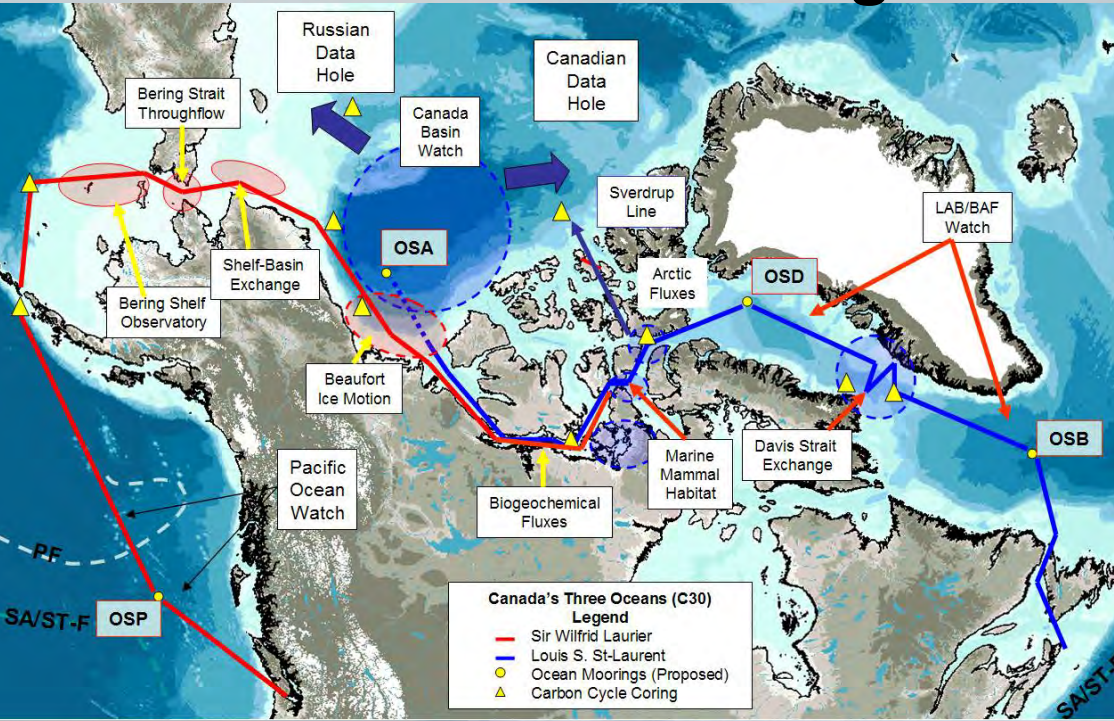 Russian
Data
Hole
Canadian
Data
Hole
Bering Strait
Throughflow
Canada
Basin
Watch
Sverdrup
Line
LAB/BAF
Watch
OSA
Shelf-Basin
Exchange
Arctic
Fluxes
OSD
Bering Shelf
Observatory
Beaufort
Ice Motion
Davis Strait
Exchange
OSB
Marine
Mammal
Habitat
Pacific
Ocean
Watch
Biogeochemical
Fluxes
PF
SA/ST-F
OSP
Canada's Three Oceans (C30)
Legend
Sir Wilfrid Laurier
Louis S. St-Laurent
Ocean Moorings (Proposed)
Carbon Cycle Coring